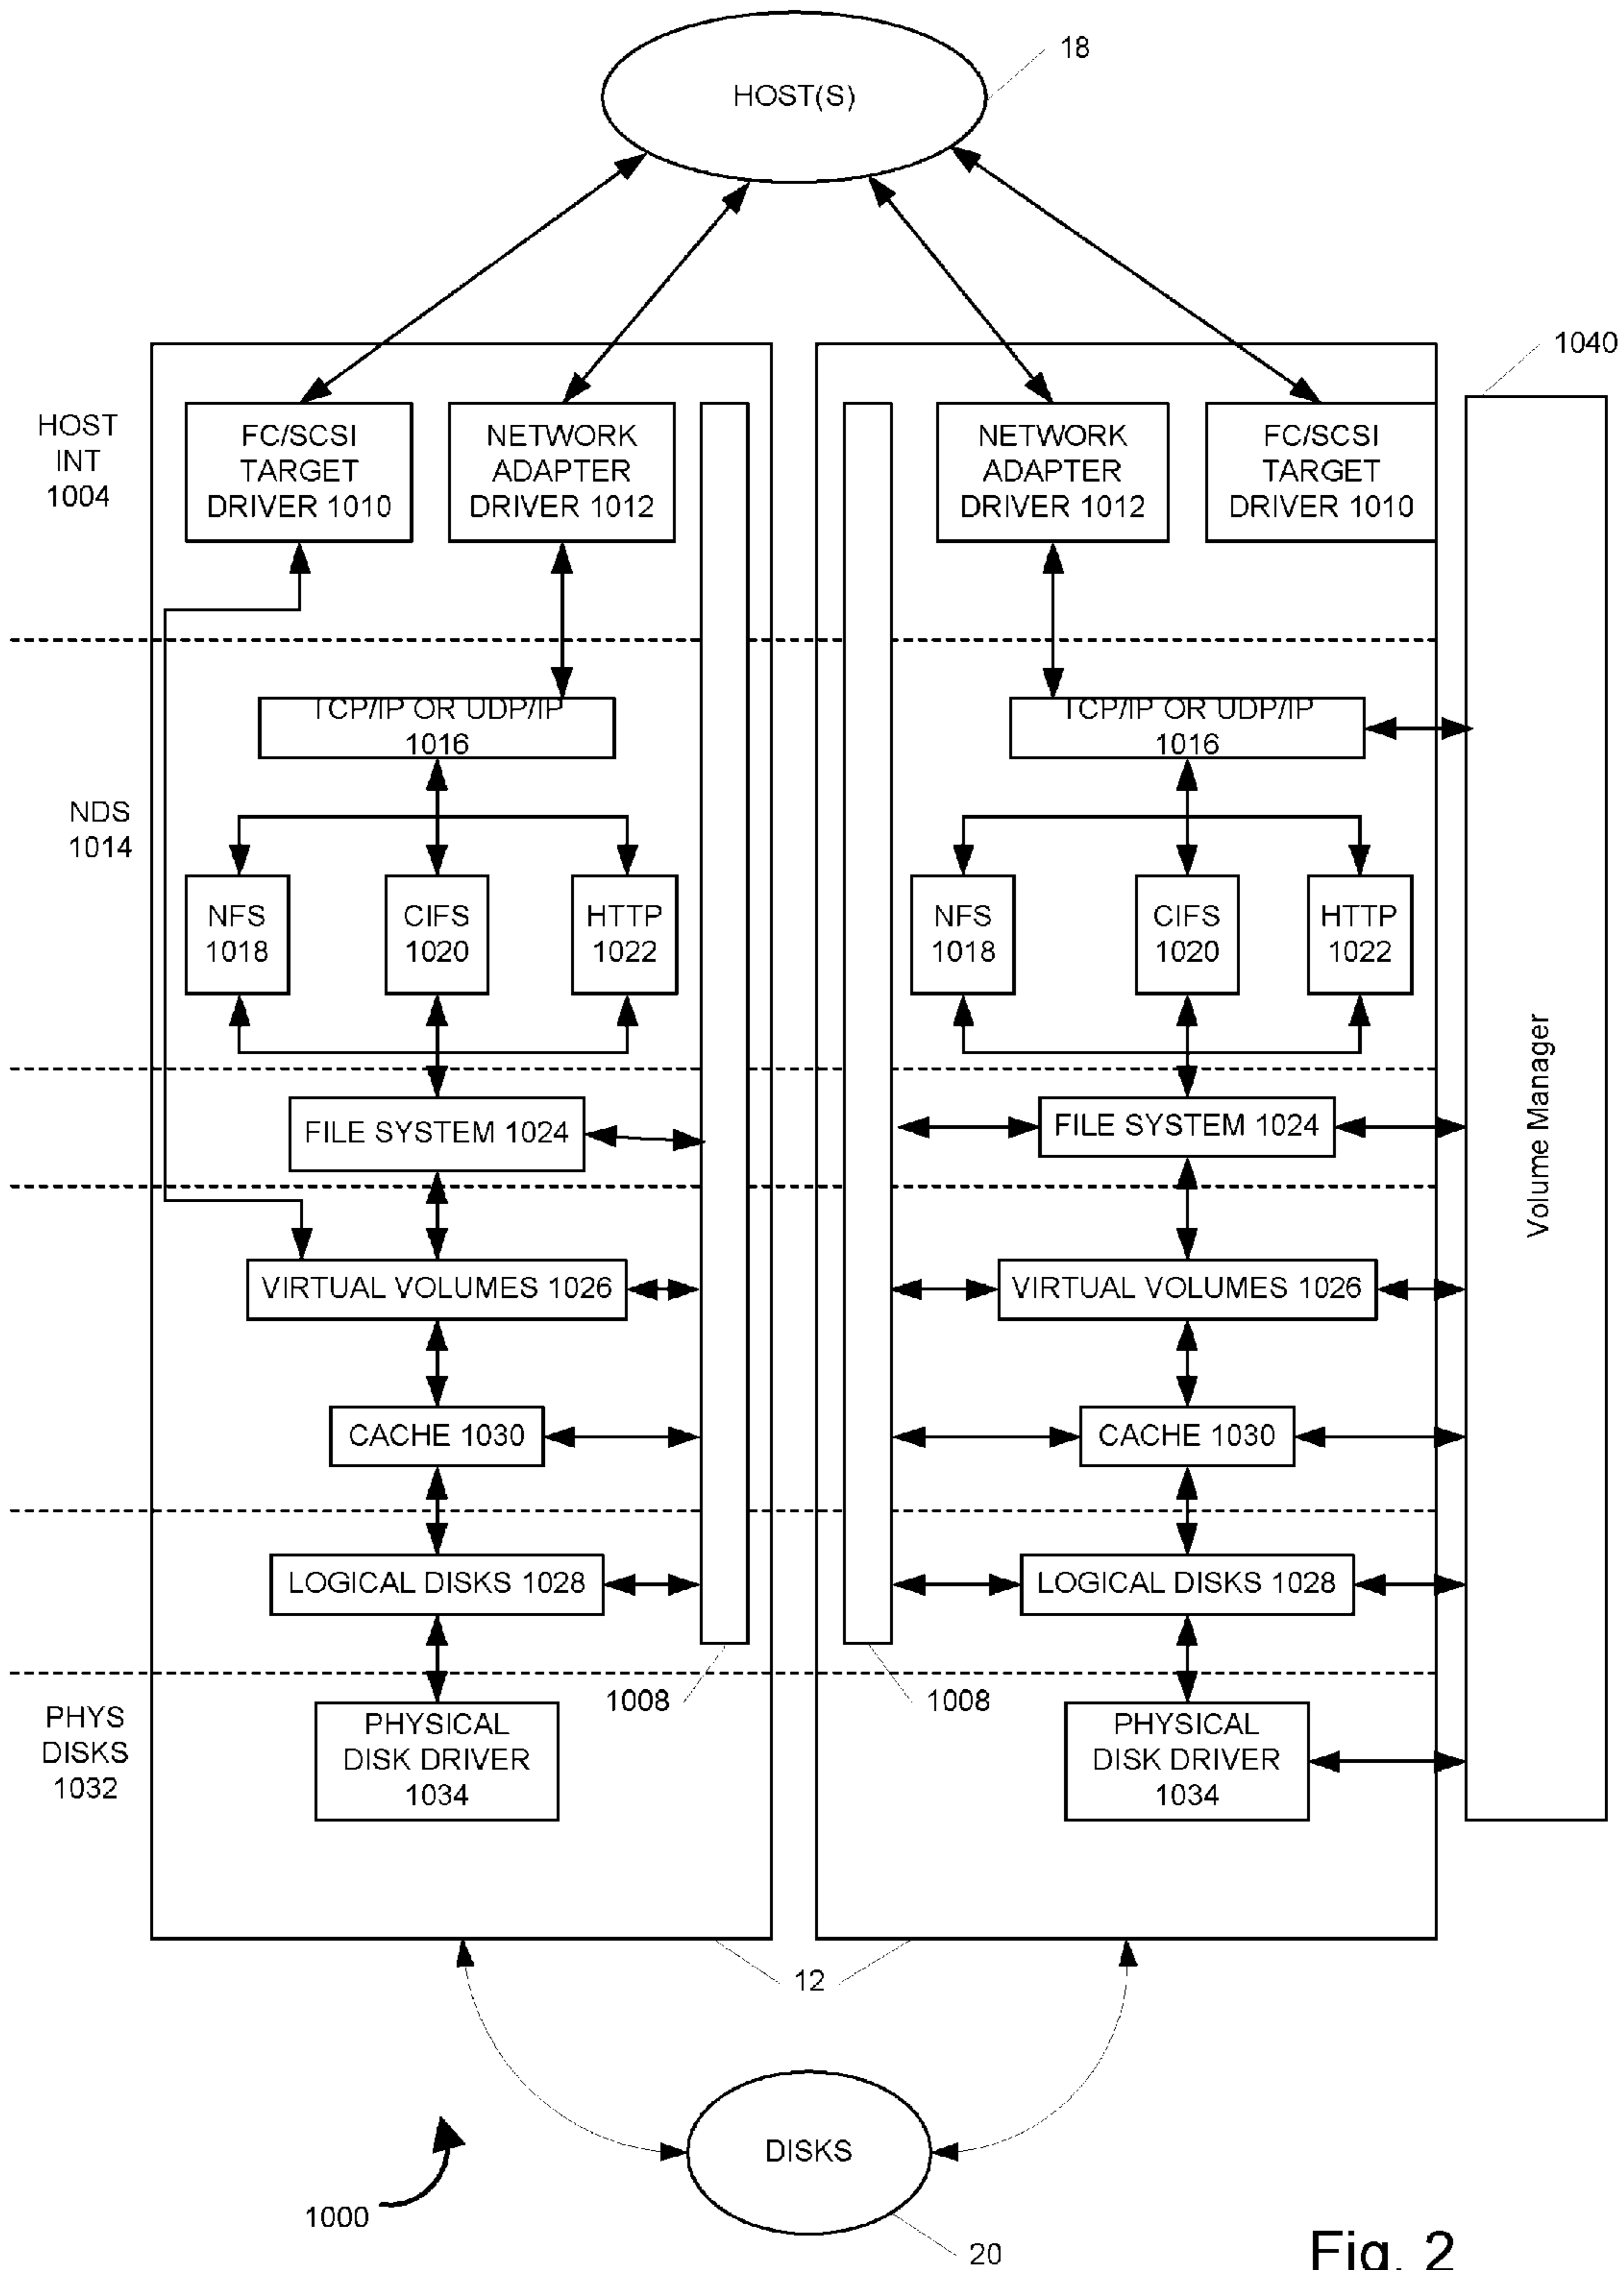 HOST(S)
18
1040
HOST
INT
1004
FC/SCSI
TARGET
DRIVER 1010
NETWORK
ADAPTER
DRIVER 1012
NETWORK
ADAPTER
DRIVER 1012
FC/SCSI
TARGET
DRIVER 1010
TCP/IP OR UDP/IP
1016
TCP/IP OR UDP/IP
1016
NDS
1014
NFS
1018
CIFS
1020
HTTP
1022
NFS
1018
CIFS
1020
HTTP
1022
Volume Manager
FILE SYSTEM 1024
FILE SYSTEM 1024
VIRTUAL VOLUMES 1026
VIRTUAL VOLUMES 1026
CACHE 1030
CACHE 1030
LOGICAL DISKS 1028
LOGICAL DISKS 1028
1008
1008
PHYS
DISKS
1032
PHYSICAL
DISK DRIVER
1034
PHYSICAL
DISK DRIVER
1034
12
DISKS
1000
20
Fig. 2